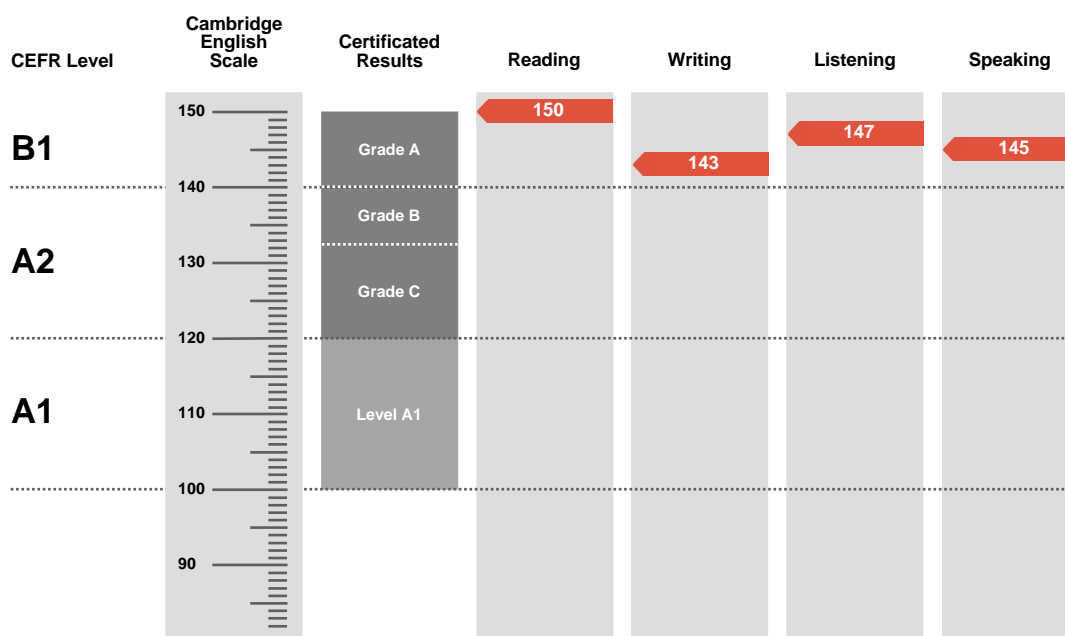 CEFR Level
Cambridge
English
Scale
Certificated
Results
Reading
Writing
Listening
Speaking
150
150
B1
Grade A
147
143
145
140
Grade B
A2
130
Grade C
120
A1
110
Level A1
100
90